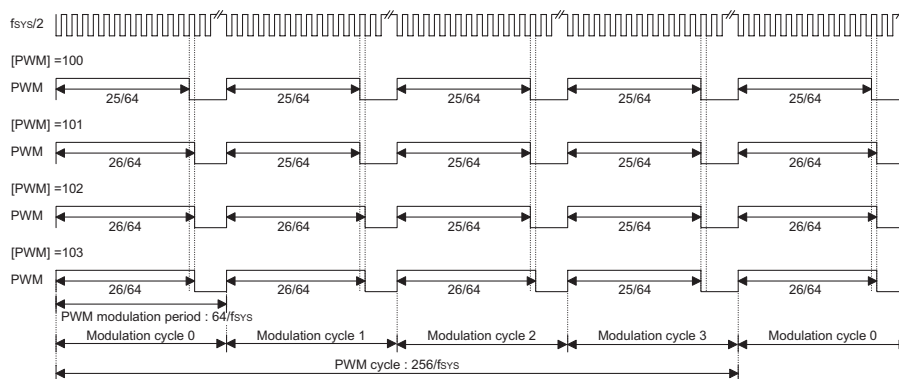 fSYS/2
[PWM] =100
PWM
25/64 25/64 25/64 25/64 25/64
[PWM] =101
PWM
26/64 25/64 25/64 25/64 26/64
[PWM] =102
PWM
26/64 26/64 25/64 25/64 26/64
[PWM] =103
PWM
26/64 26/64 26/64 25/64 26/64
PWM modulation period : 64/fSYS
Modulation cycle 0 Modulation cycle 1 Modulation cycle 2 Modulation cycle 3 Modulation cycle 0
PWM cycle : 256/fSYS